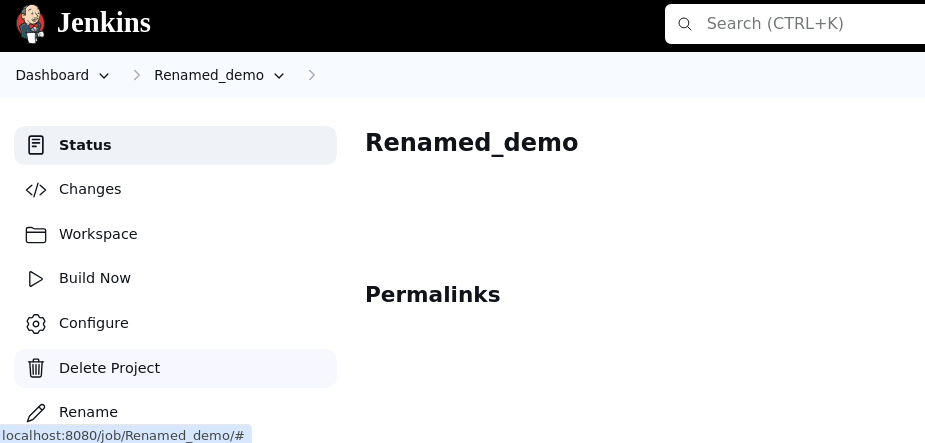 Jenkins
Search (CTRL+K)
Dashboard
Renamed_demo
Status
Changes
Workspace
Build Now
Configure
Delete Project
Rename
Renamed_demo
Permalinks
localhost:8080/job/Renamed_demo/#